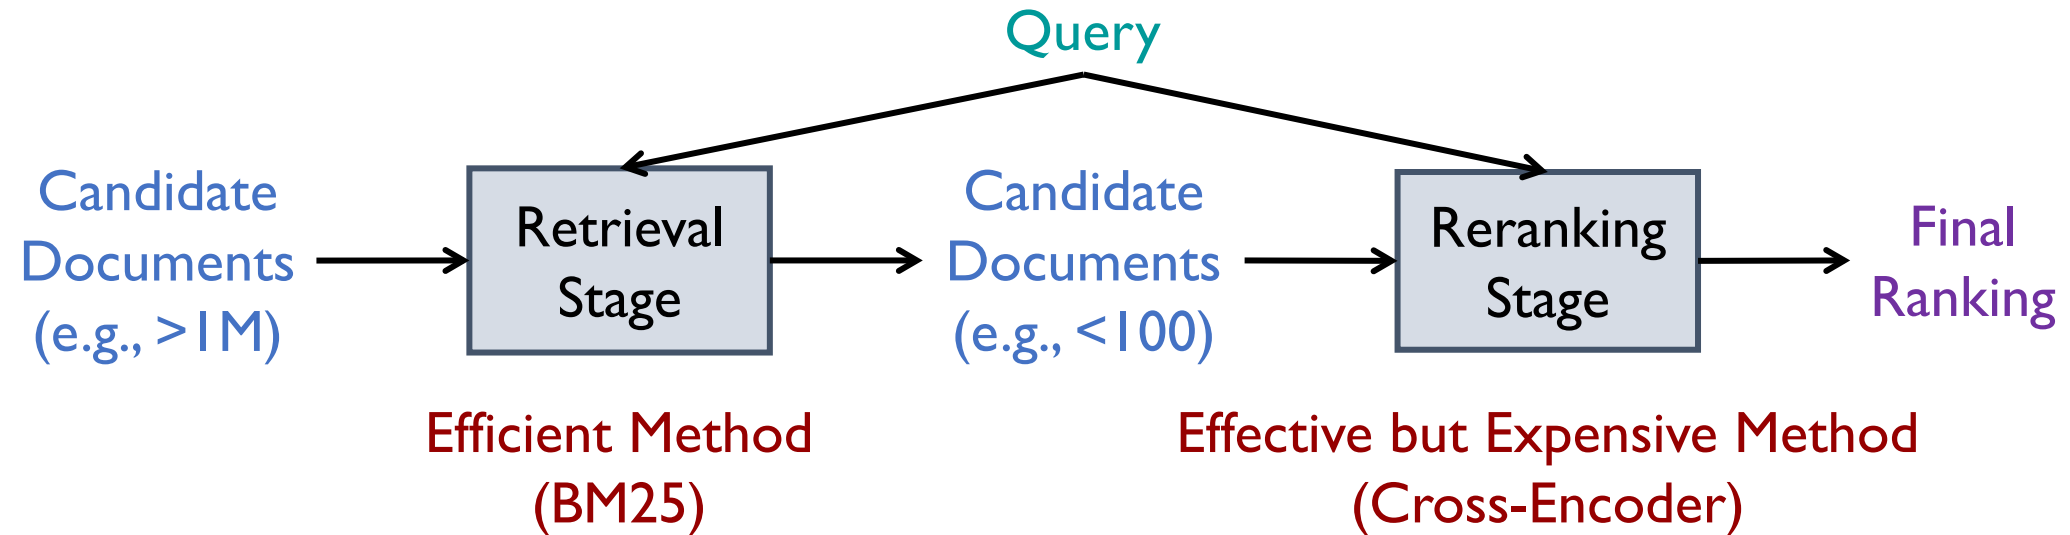 Query
Candidate
Documents
(e.g., >1M)
Retrieval
Stage
Candidate
Documents
(e.g., <100)
Reranking
Stage
Final
Ranking
Efficient Method
(BM25)
Effective but Expensive Method
(Cross-Encoder)